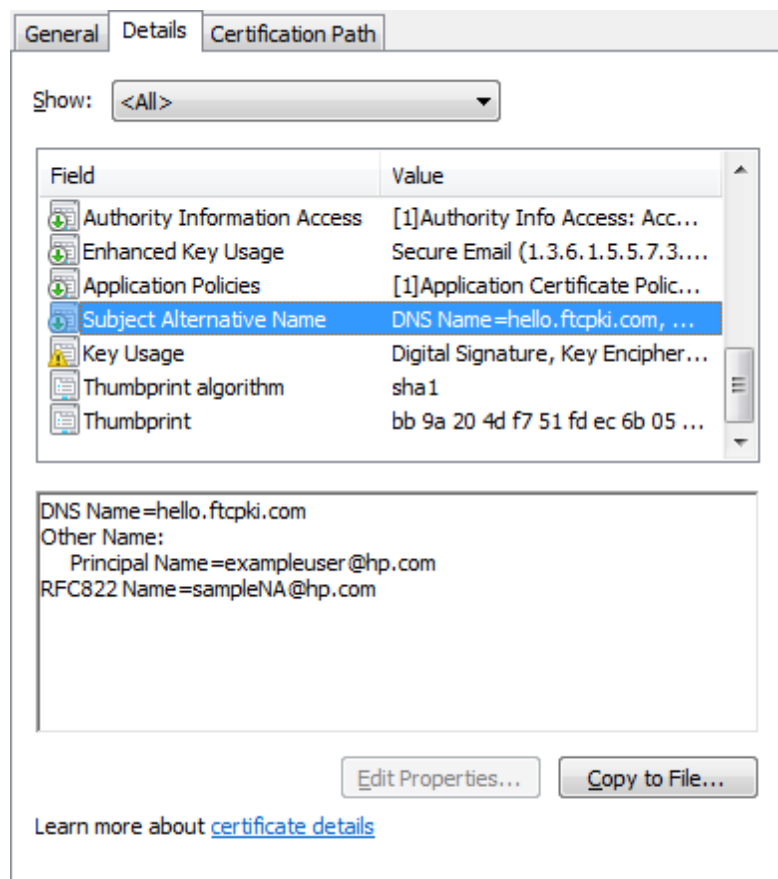 General Details Certification Path
Show: <All>
Field Value
Authority Information Access [1]Authority Info Access: Acc...
Enhanced Key Usage Secure Email (1.3.6.1.5.5.7.3....
Application Policies [1]Application Certificate Polic...
Subject Alternative Name DNS Name=hello.ftcpki.com, ...
Key Usage Digital Signature, Key Encipher...
Thumbprint algorithm sha1
Thumbprint bb 9a 20 4d f7 51 fd ec 6b 05 ...
DNS Name=hello.ftcpki.com
Other Name:
Principal Name=exampleuser@hp.com
RFC822 Name=sampleNA@hp.com
Edit Properties... Copy to File...
Learn more about certificate details